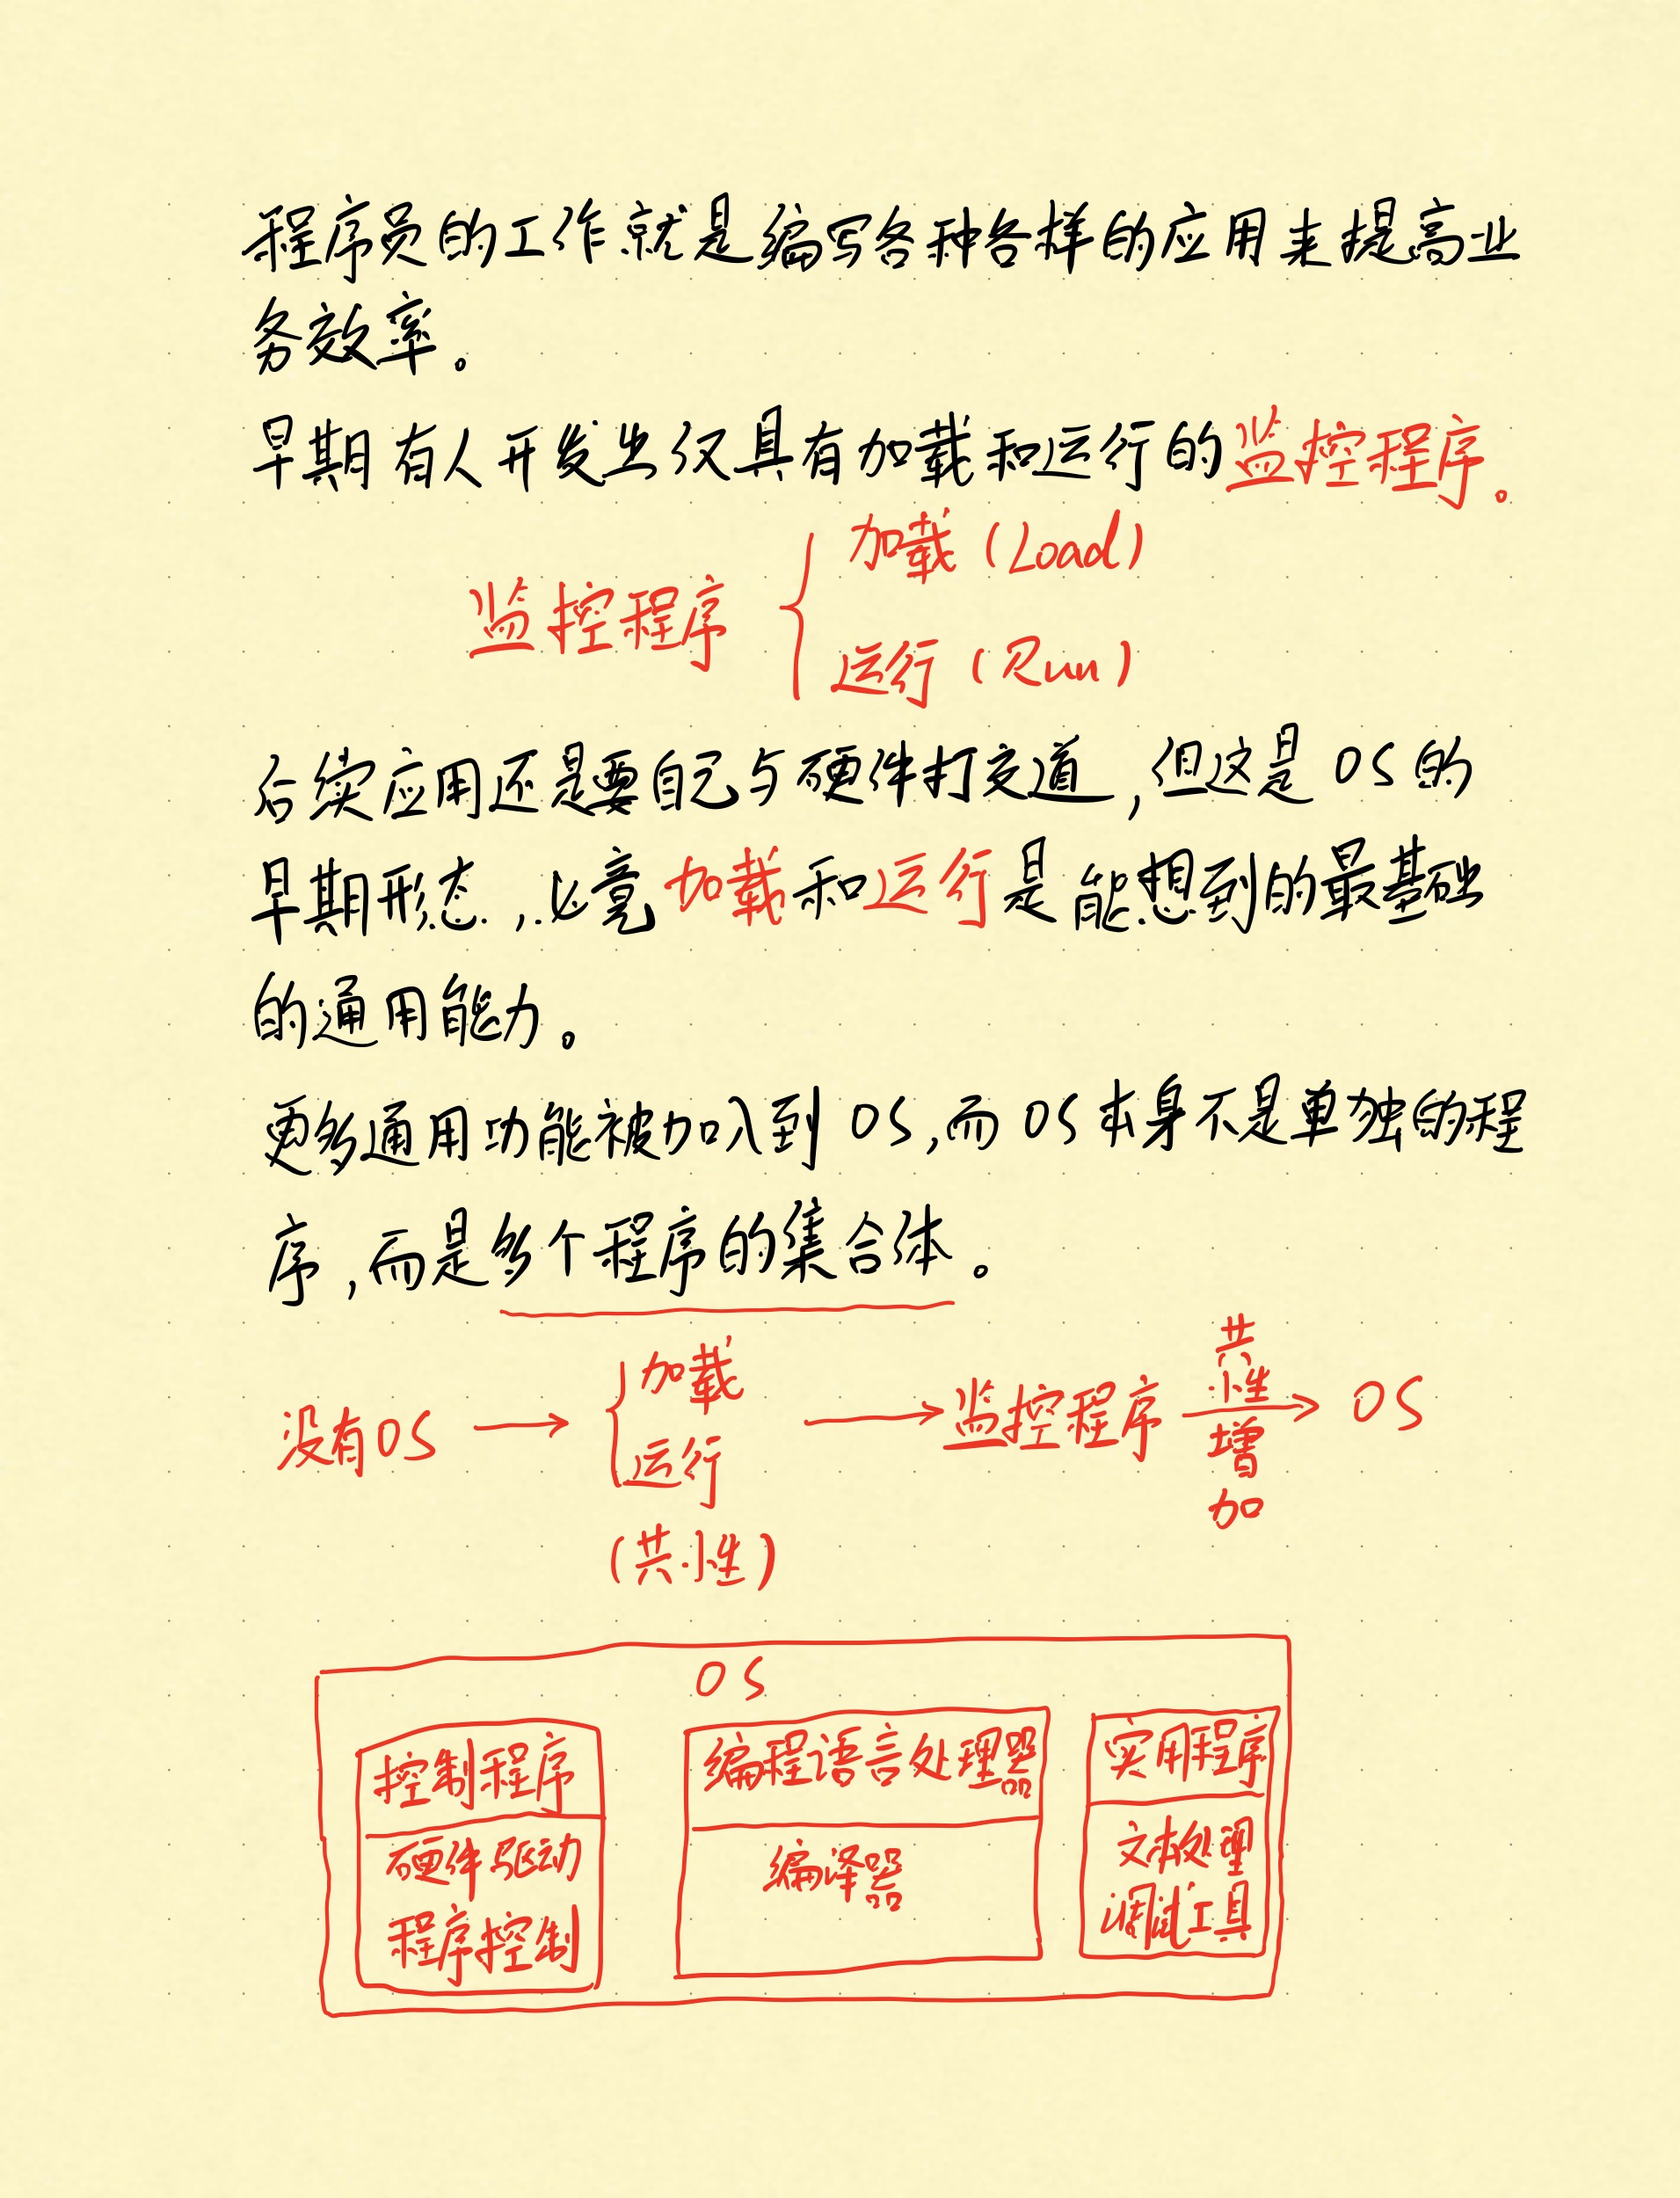 程序员的工作就是编写各种各样的应用来提高业
务效率。
早期有人开发出仅具有加载和运行的监控程序。
监控程序
加载(Load)
运行(Run)
后续应用还是要自己与硬件打交道,但这是OS的
早期形态,必竟加载和运行是能想到的最基础
的通用能力。
更多通用功能被加入到OS,而OS本身不是单独的程
序,而是多个程序的集合体。
没有OS
加载
运行
(共性)
监控程序
共
性
增
加
OS
OS
控制程序
硬件驱动
程序控制
编程语言处理器
编译器
实用程序
文本处理
调试工具